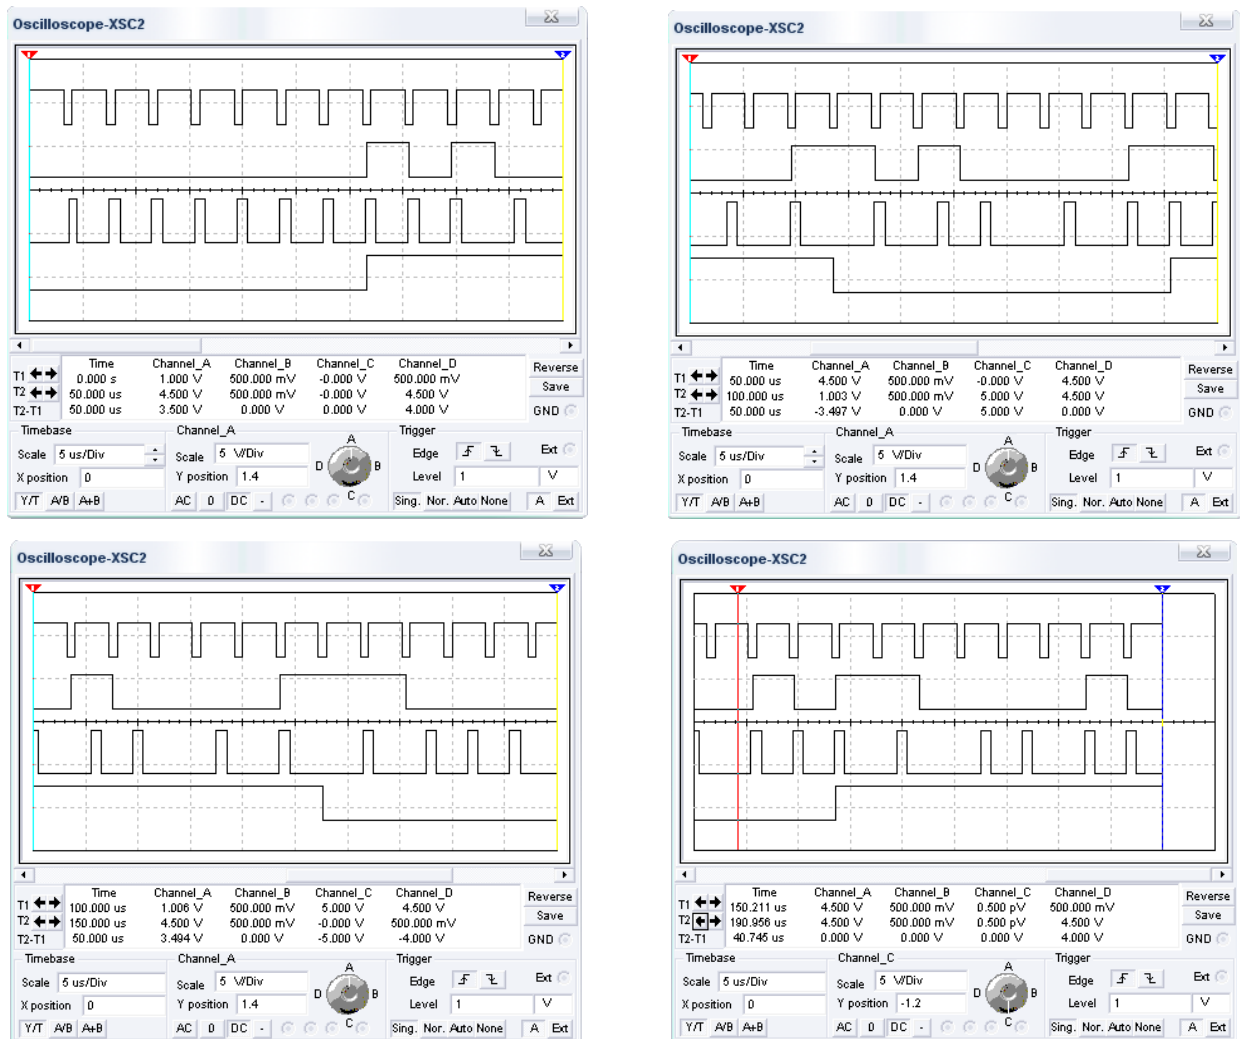 Oscilloscope-XSC2
1
2
Time Channel_A Channel_B Channel_C Channel_D
T1 0.000 s 1.000 V 500.000 mV -0.000 V 500.000 mV
T2 50.000 us 4.500 V 500.000 mV -0.000 V 4.500 V
T2-T1 50.000 us 3.500 V 0.000 V 0.000 V 4.000 V
Reverse
Save
GND
Timebase
Scale 5 us/Div
X position 0
Y/T A/B A+B
Channel_A
Scale 5 V/Div
Y position 1.4
AC 0 DC -
A
B
C
D
Trigger
Edge
Ext
Level 1 V
Sing. Nor. Auto None A Ext
Oscilloscope-XSC2
1
2
Time Channel_A Channel_B Channel_C Channel_D
T1 50.000 us 4.500 V 500.000 mV -0.000 V 4.500 V
T2 100.000 us 1.003 V 500.000 mV 5.000 V 4.500 V
T2-T1 50.000 us -3.497 V 0.000 V 5.000 V 0.000 V
Reverse
Save
GND
Timebase
Scale 5 us/Div
X position 0
Y/T A/B A+B
Channel_A
Scale 5 V/Div
Y position 1.4
AC 0 DC -
A
B
C
D
Trigger
Edge
Ext
Level 1 V
Sing. Nor. Auto None A Ext
Oscilloscope-XSC2
1
2
Time Channel_A Channel_B Channel_C Channel_D
T1 100.000 us 1.006 V 500.000 mV 5.000 V 4.500 V
T2 150.000 us 4.500 V 500.000 mV -0.000 V 500.000 mV
T2-T1 50.000 us 3.494 V 0.000 V -5.000 V -4.000 V
Reverse
Save
GND
Timebase
Scale 5 us/Div
X position 0
Y/T A/B A+B
Channel_A
Scale 5 V/Div
Y position 1.4
AC 0 DC -
A
B
C
D
Trigger
Edge
Ext
Level 1 V
Sing. Nor. Auto None A Ext
Oscilloscope-XSC2
1
2
Time Channel_A Channel_B Channel_C Channel_D
T1 150.211 us 4.500 V 500.000 mV 0.500 pV 500.000 mV
T2 190.956 us 4.500 V 500.000 mV 0.500 pV 4.500 V
T2-T1 40.745 us 0.000 V 0.000 V 0.000 V 4.000 V
Reverse
Save
GND
Timebase
Scale 5 us/Div
X position 0
Y/T A/B A+B
Channel_C
Scale 5 V/Div
Y position -1.2
AC 0 DC -
A
B
C
D
Trigger
Edge
Ext
Level 1 V
Sing. Nor. Auto None A Ext